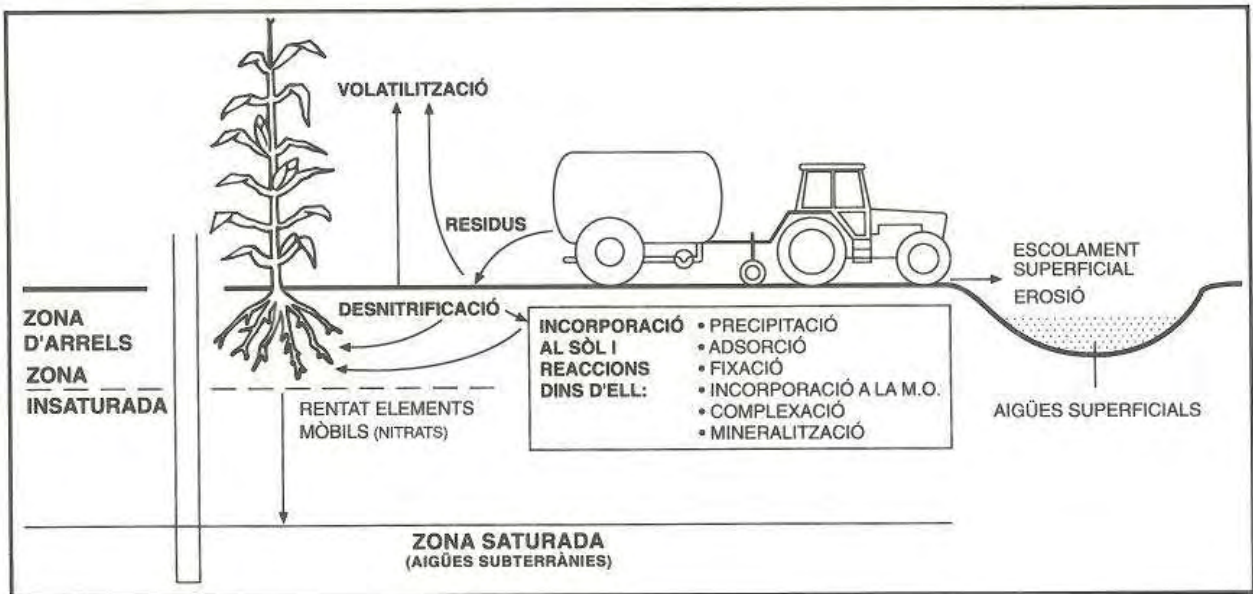 VOLATILITZACIÓ
RESIDUS
ESCOLAMENT
SUPERFICIAL
EROSIÓ
ZONA
D'ARRELS
ZONA
INSATURADA
DESNITRIFICACIÓ
INCORPORACIÓ
AL SÒL I
REACCIONS
DINS D'ELL:
• PRECIPITACIÓ
• ADSORCIÓ
• FIXACIÓ
• INCORPORACIÓ A LA M.O.
• COMPLEXACIÓ
• MINERALITZACIÓ
AIGÜES SUPERFICIALS
RENTAT ELEMENTS
MÒBILS (NITRATS)
ZONA SATURADA
(AIGÜES SUBTERRÀNIES)